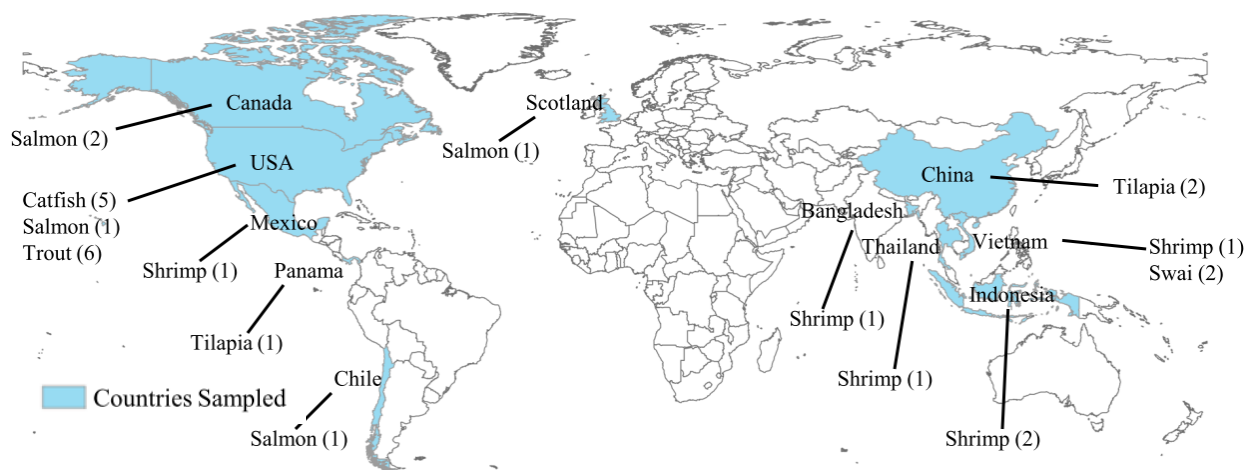 Canada
Salmon (2)
USA
Catfish (5)
Salmon (1)
Trout (6)
Mexico
Shrimp (1)
Panama
Tilapia (1)
Chile
Salmon (1)
Countries Sampled
Scotland
Salmon (1)
China
Tilapia (2)
Bangladesh
Shrimp (1)
Thailand
Shrimp (1)
Vietnam
Shrimp (1)
Swai (2)
Indonesia
Shrimp (2)